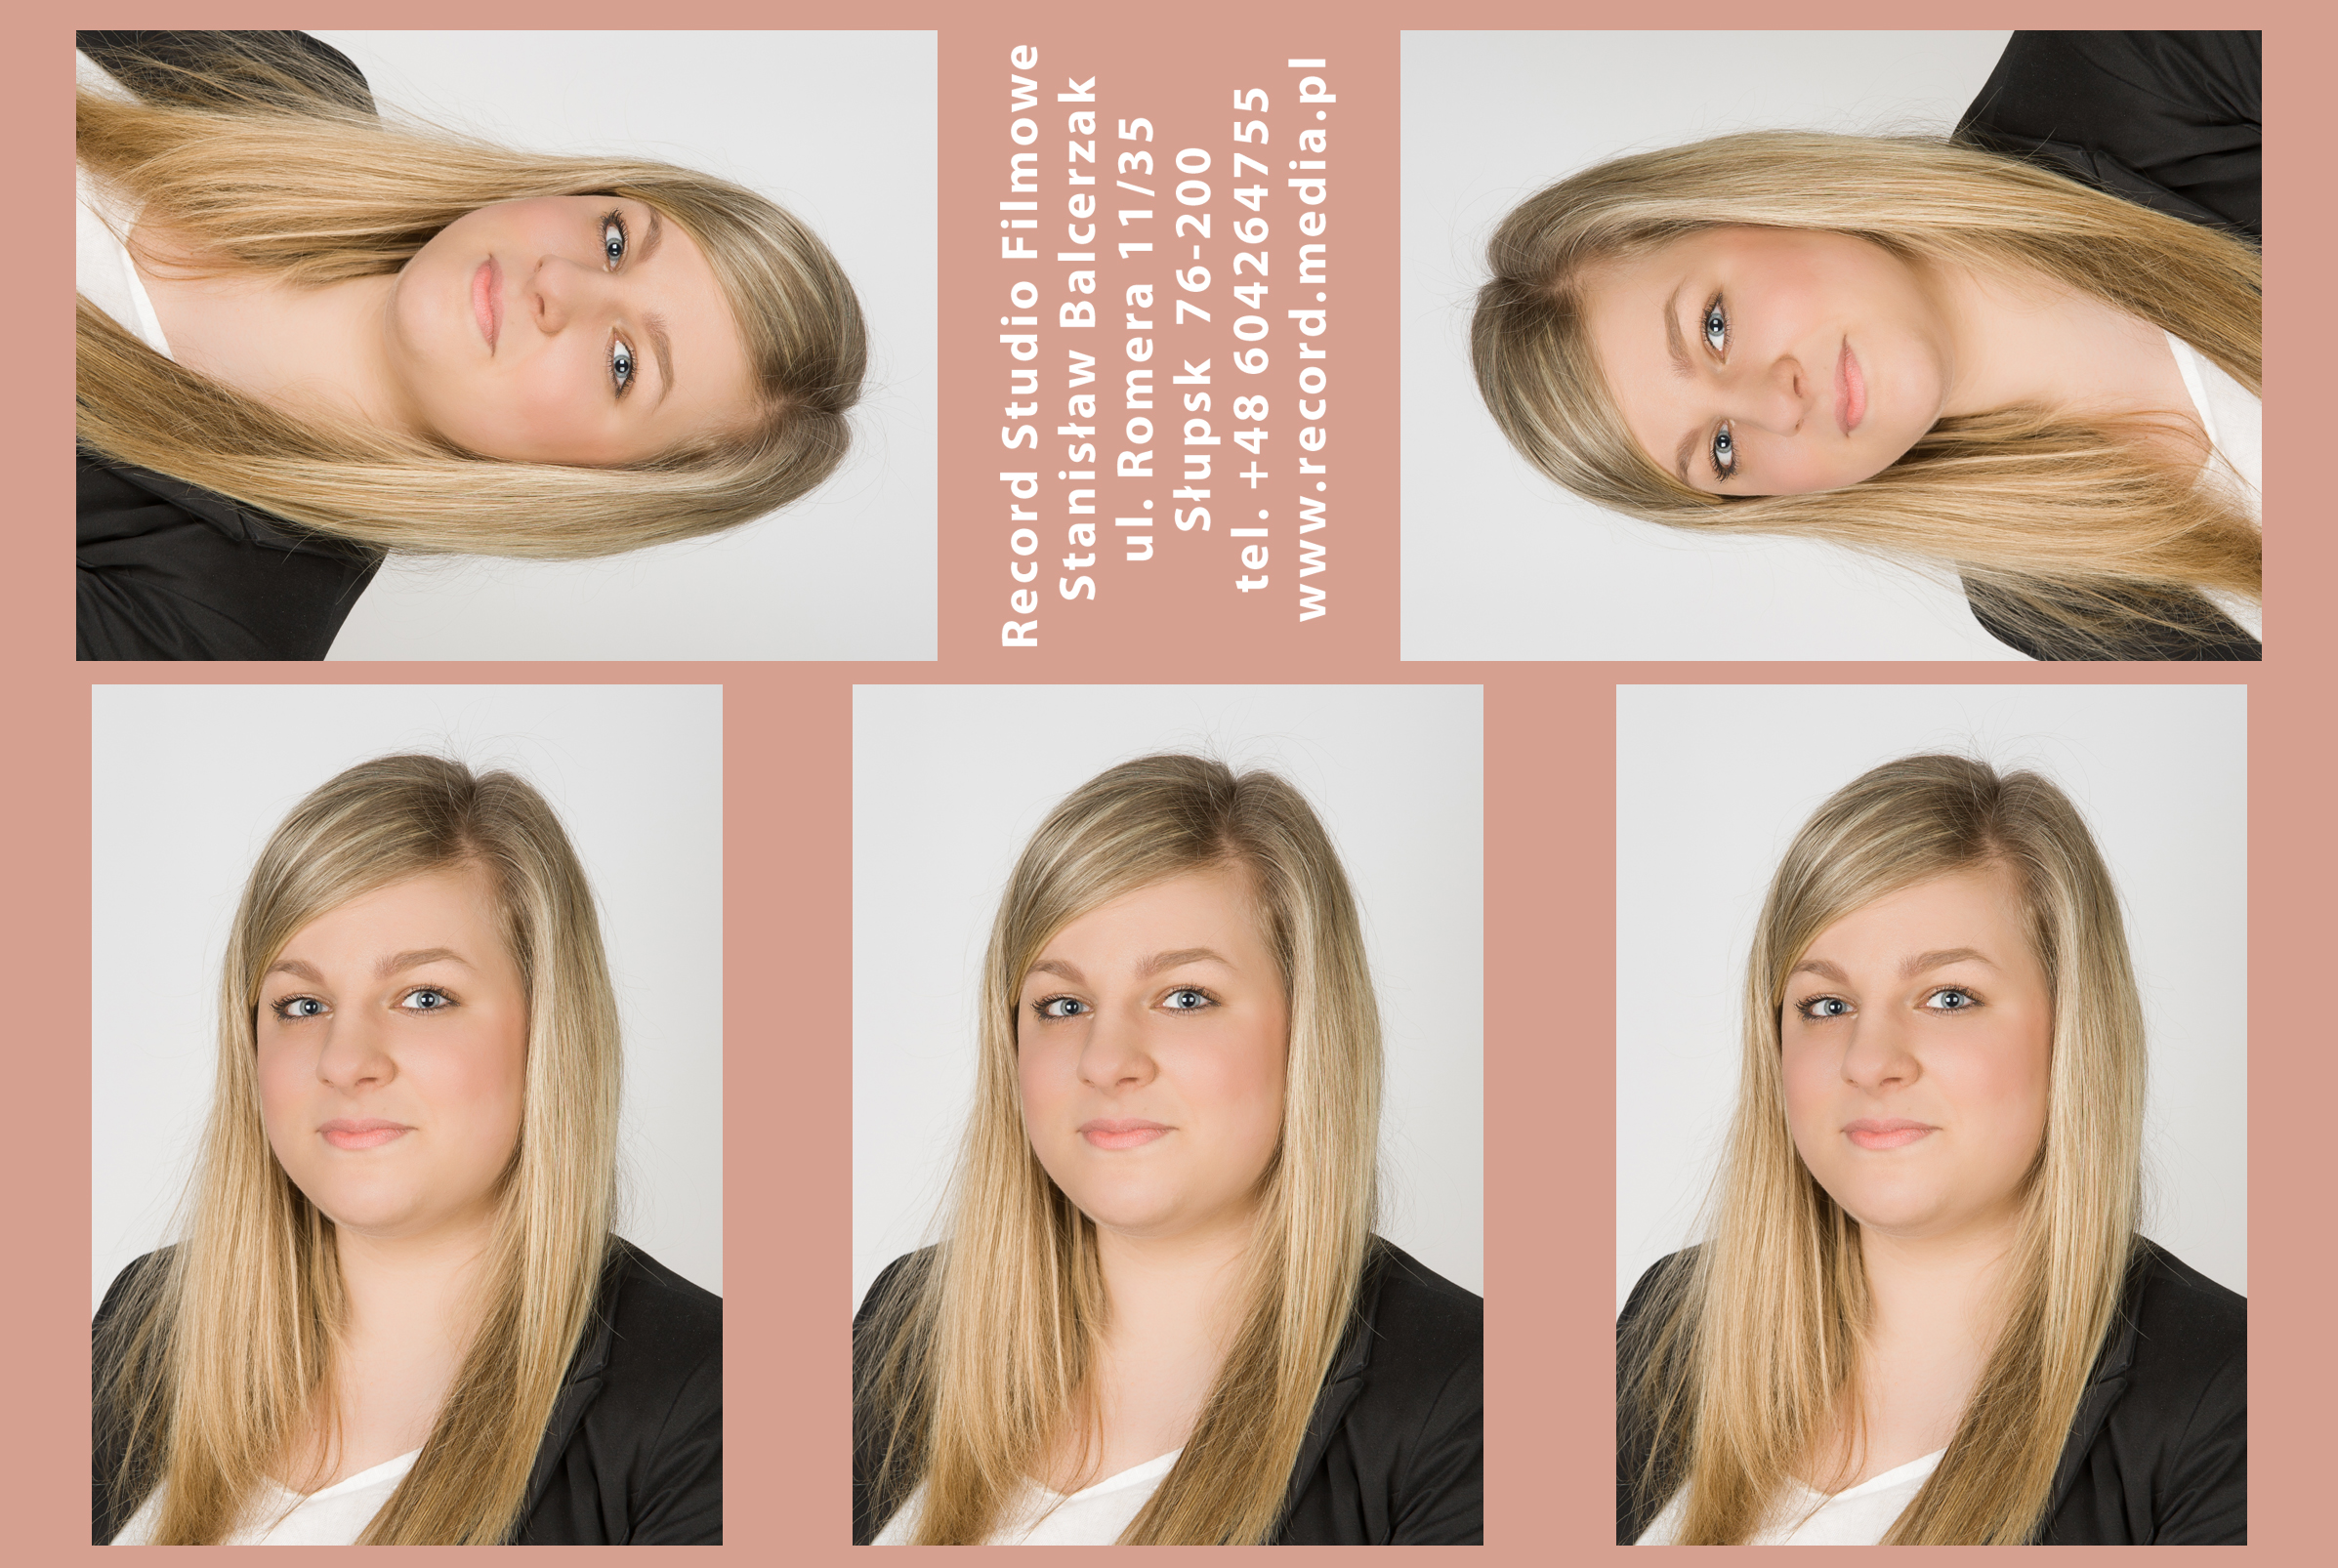 Record Studio Filmowe
Stanisław Balcerzak
ul. Romera 11/35
Słupsk 76-200
tel. +48 604264755
www.record.media.pl